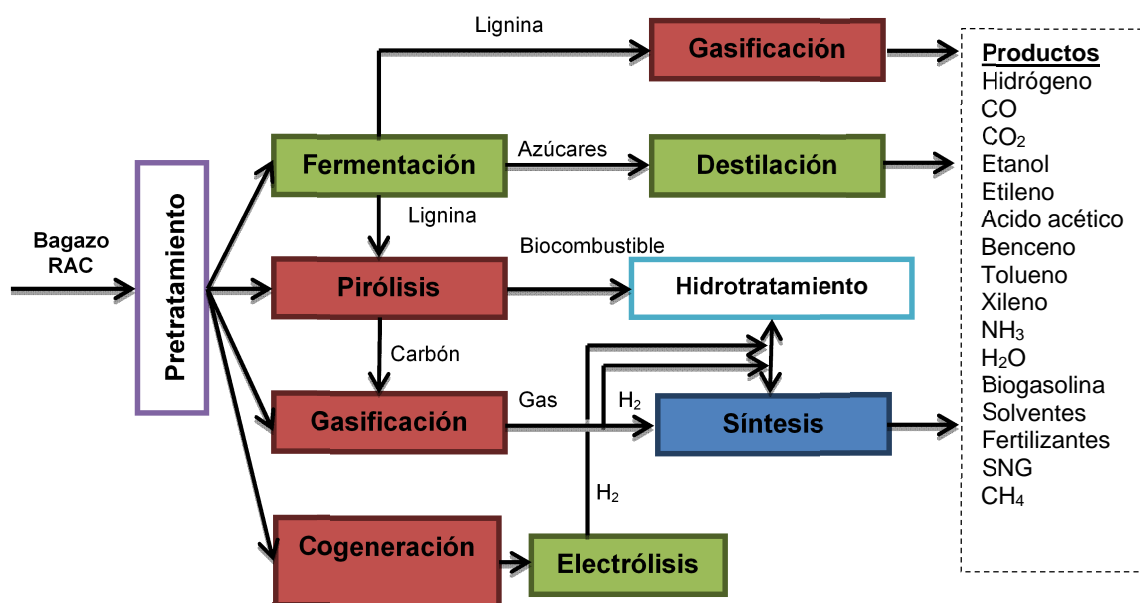 Lignina
Gasificación
Productos
Hidrógeno
CO
CO₂
Etanol
Etileno
Acido acético
Benceno
Tolueno
Xileno
NH₃
H₂O
Biogasolina
Solventes
Fertilizantes
SNG
CH₄
Fermentación
Azúcares
Destilación
Lignina
Bagazo
RAC
Pretratamiento
Pirólisis
Biocombustible
Hidrotratamiento
Carbón
Gasificación
Gas
H₂
Síntesis
H₂
Cogeneración
Electrólisis